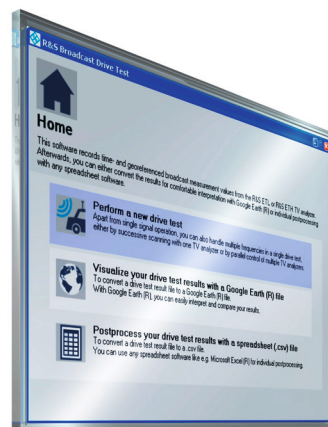 R&S Broadcast Drive Test
Home
This software records time- and georeferenced broadcast measurement values from the R&S ETL or R&S ETH TV analyzer.
Afterwards, you can either convert the results for comfortable interpretation with Google Earth (R) or individual postprocessing
with any spreadsheet software.
Perform a new drive test
Apart from single signal operation, you can also handle multiple frequencies in a single drive test,
either by successive scanning with one TV analyzer or by parallel control of multiple TV analyzers.
Visualize your drive test results with a Google Earth (R) file
To convert a drive test result file to a Google Earth (R) file.
With Google Earth (R), you can easily interpret and compare your results.
Postprocess your drive test results with a spreadsheet (.csv) file
To convert a drive test result file to a .csv file.
You can use any spreadsheet software like e.g. Microsoft Excel (R) for individual postprocessing.